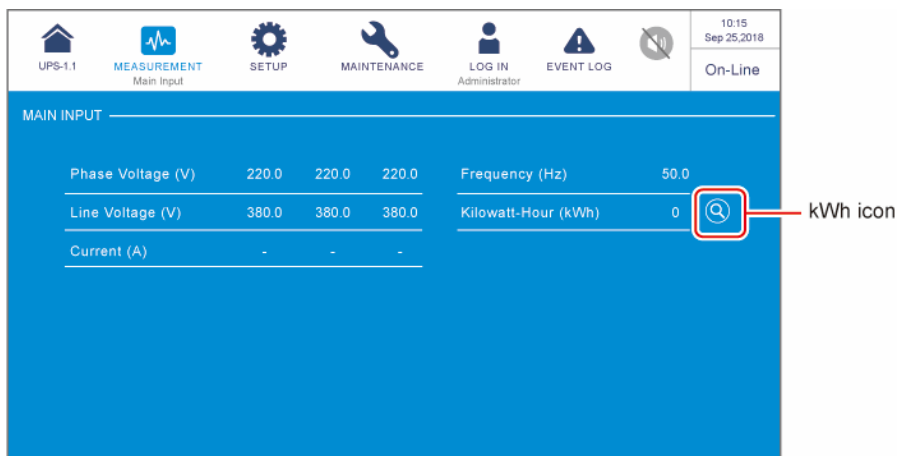 10:15
Sep 25,2018
UPS-1.1
MEASUREMENT
Main Input
SETUP
MAINTENANCE
LOG IN
Administrator
EVENT LOG
On-Line
MAIN INPUT
Phase Voltage (V) 220.0 220.0 220.0 Frequency (Hz) 50.0
Line Voltage (V) 380.0 380.0 380.0 Kilowatt-Hour (kWh) 0
kWh icon
Current (A) - - -